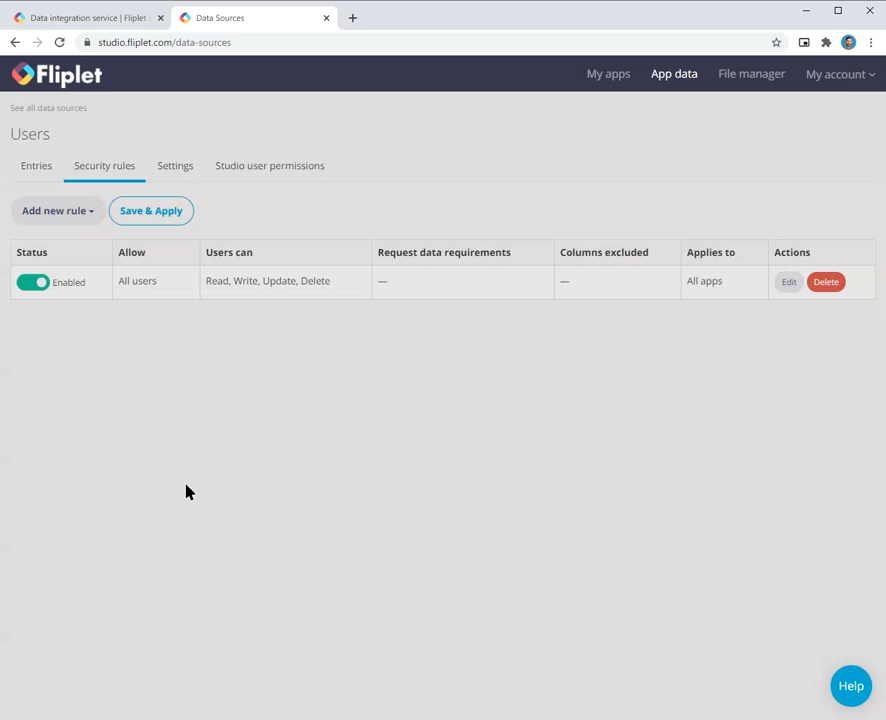 Data integration service | Fliplet
Data Sources
studio.fliplet.com/data-sources
Fliplet
My apps
App data
File manager
My account
See all data sources
Users
Entries
Security rules
Settings
Studio user permissions
Add new rule
Save & Apply
Status
Allow
Users can
Request data requirements
Columns excluded
Applies to
Actions
Enabled
All users
Read, Write, Update, Delete
—
—
All apps
Edit
Delete
Help